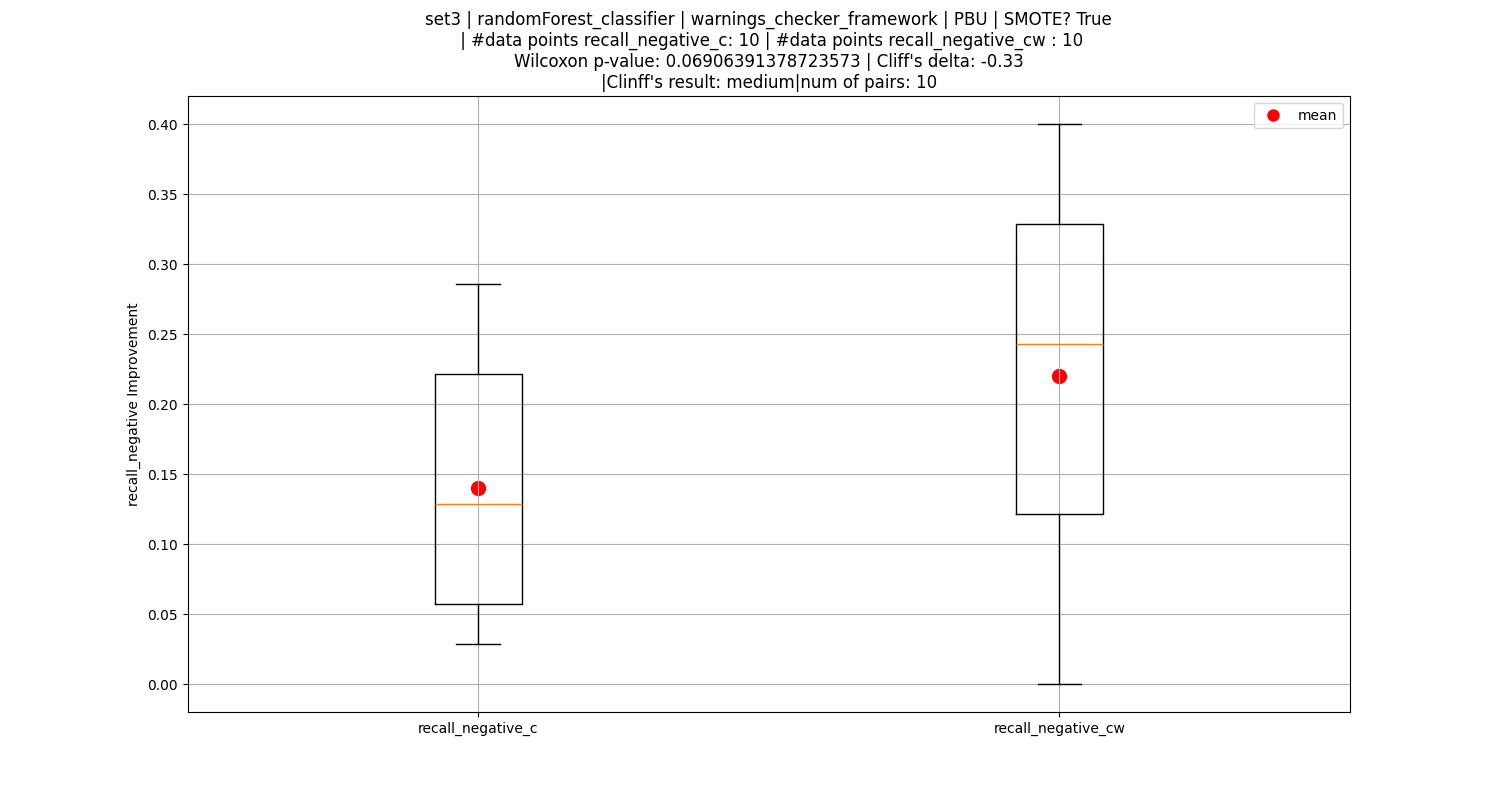 set3 | randomForest_classifier | warnings_checker_framework | PBU | SMOTE? True
| #data points recall_negative_c: 10 | #data points recall_negative_cw : 10
Wilcoxon p-value: 0.06906391378723573 | Cliff's delta: -0.33
|Clinff's result: medium|num of pairs: 10
mean
0.40
0.35
0.30
0.25
0.20
0.15
0.10
0.05
0.00
recall_negative Improvement
recall_negative_c
recall_negative_cw